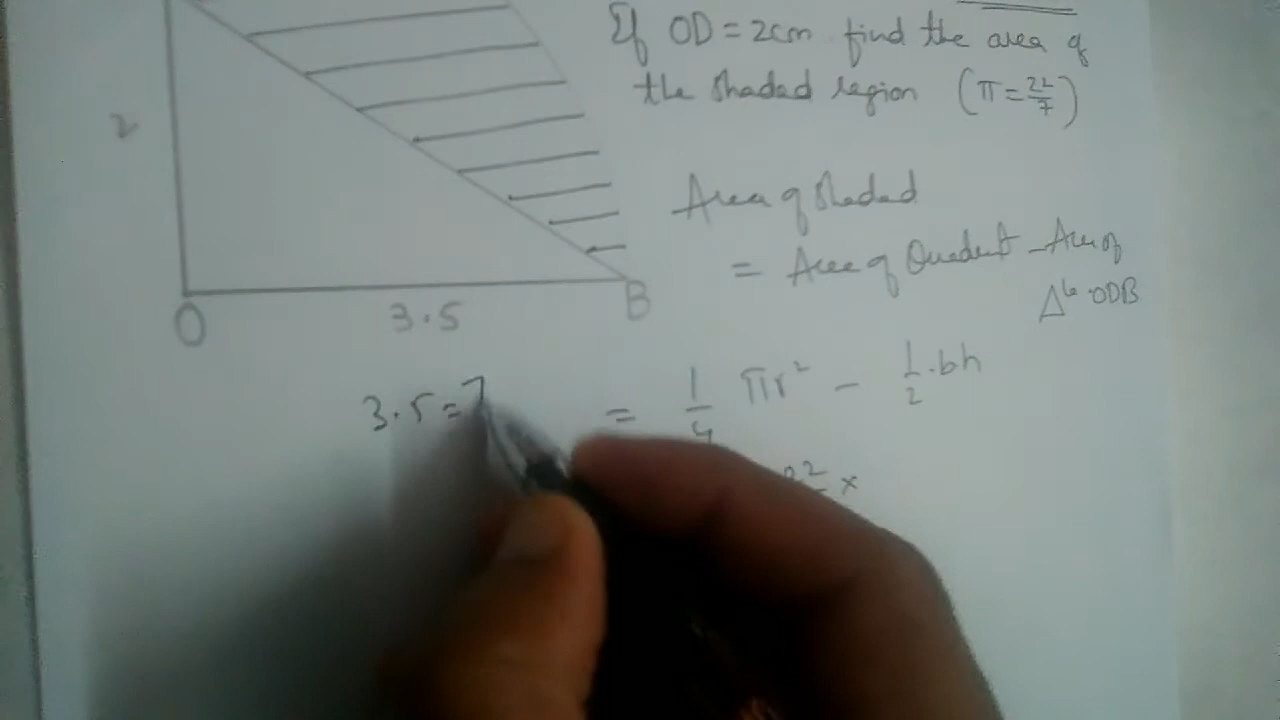 If OD = 2cm find the area of
the shaded region (π = 22/7)
2
Area of Shaded
= Area of Quadrant - Area of
Δle ODB
O
3.5
B
3.5 = 7
= 1/4 πr² - 1/2 . bh
22 ×